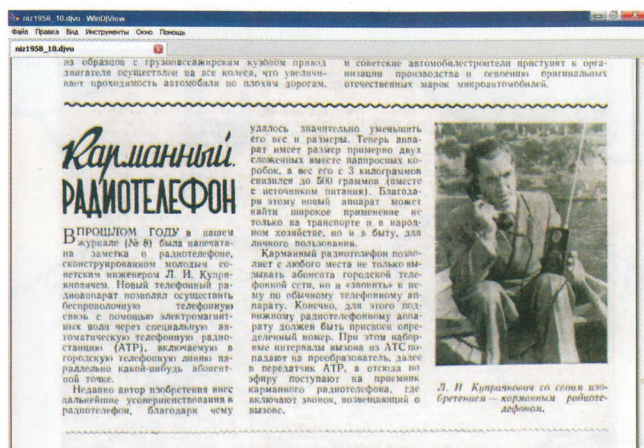 niz1958_10.djvu - WinDjView
Файл Правка Вид Инструменты Окно Помощь
niz1958_10.djvu
из образцов с грузопассажирским кузовом привод
двигателя осуществлен на все колеса, что увеличи-
вает проходимость автомобиля по плохим дорогам.
и советские автомобилестроители приступят к орга-
низации производства и освоению оригинальных
отечественных марок микроавтомобилей.
Карманный
РАДИОТЕЛЕФОН
В ПРОШЛОМ ГОДУ в нашем
журнале (№ 8) была напечата-
на заметка о радиотелефоне,
сконструированном молодым со-
ветским инженером Л. И. Купри-
яновичем. Новый телефонный ра-
диоаппарат позволял осуществить
беспроволочную телефонную
связь с помощью электромагнит-
ных волн через специальную ав-
томатическую телефонную радио-
станцию (АТР), включаемую в
городскую телефонную линию па-
раллельно какой-нибудь абонент-
ной точке.
Недавно автор изобретения внес
дальнейшие усовершенствования в
радиотелефон, благодаря чему
удалось значительно уменьшить
его вес и размеры. Теперь аппа-
рат имеет размер примерно двух
сложенных вместе папиросных ко-
робок, а вес его с 3 килограммов
снизился до 500 граммов (вместе
с источником питания). Благода-
ря этому новый аппарат может
найти широкое применение не
только на транспорте и в народ-
ном хозяйстве, но и в быту, для
личного пользования.
Карманный радиотелефон позво-
ляет с любого места не только вы-
зывать абонента городской теле-
фонной сети, но и «звонить» к не-
му по обычному телефонному ап-
парату. Конечно, для этого под-
вижному радиотелефонному аппа-
рату должен быть присвоен опре-
деленный номер. При этом набор-
ные интервалы вызова из АТС по-
падают на преобразователь, далее
в передатчик АТР, а отсюда по
эфиру поступают на приемник
карманного радиотелефона, где
включают звонок, возвещающий о
вызове.
Л. И Куприянович со своим изо-
бретением — карманным радиоте-
лефоном.